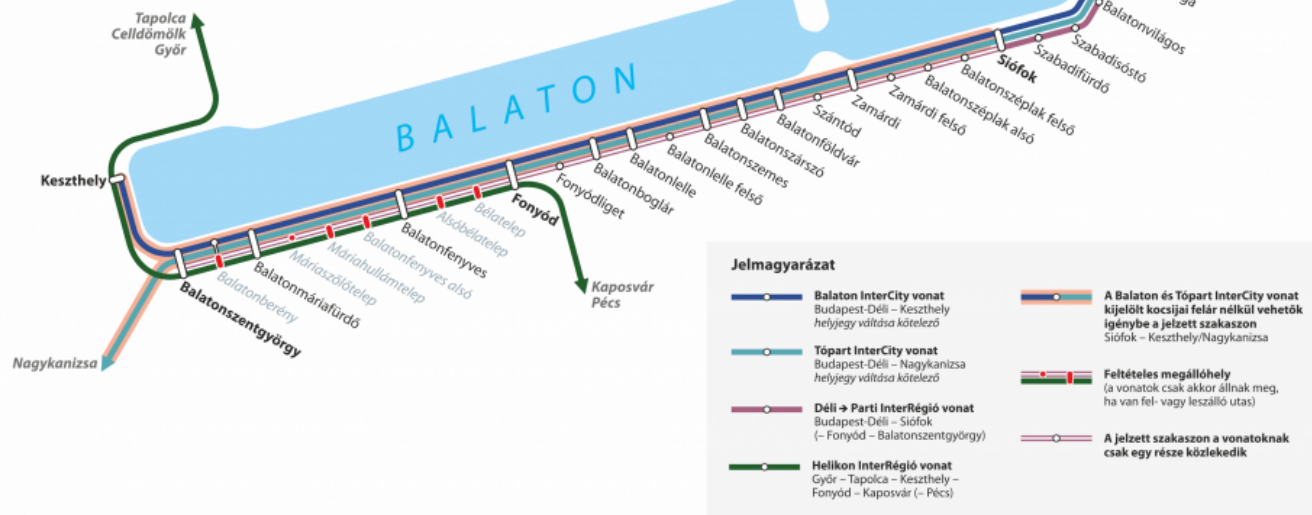 Tapolca
Celldömölk
Győr
BALATON
Keszthely
Nagykanizsa
Balatonszentgyörgy
Balatonberény
Balatonmáriafürdő
Máriaszőlőtelep
Máriahullámtelep
Balatonfenyves alsó
Balatonfenyves
Alsóbélatelep
Bélatelep
Fonyód
Kaposvár
Pécs
Fonyódliget
Balatonboglár
Balatonlelle
Balatonlelle felső
Balatonszemes
Balatonszárszó
Balatonföldvár
Szántód
Zamárdi
Zamárdi felső
Balatonszéplak alsó
Balatonszéplak felső
Siófok
Szabadifürdő
Szabadisóstó
Balatonvilágos
Jelmagyarázat
Balaton InterCity vonat
Budapest-Déli – Keszthely
helyjegy váltása kötelező
Tópart InterCity vonat
Budapest-Déli – Nagykanizsa
helyjegy váltása kötelező
Déli → Parti InterRégió vonat
Budapest-Déli – Siófok
(– Fonyód – Balatonszentgyörgy)
Helikon InterRégió vonat
Győr – Tapolca – Keszthely –
Fonyód – Kaposvár (– Pécs)
A Balaton és Tópart InterCity vonat
kijelölt kocsijai felár nélkül vehetők
igénybe a jelzett szakaszon
Siófok – Keszthely/Nagykanizsa
Feltételes megállóhely
(a vonatok csak akkor állnak meg,
ha van fel- vagy leszálló utas)
A jelzett szakaszon a vonatoknak
csak egy része közlekedik